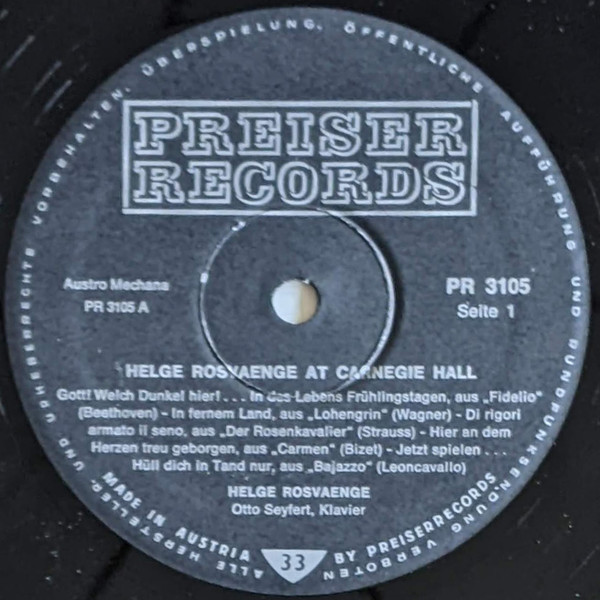 ALLE HERSTELLER- UND URHEBERRECHTE VORBEHALTEN. ÜBERSPIELUNG, ÖFFENTLICHE AUFFÜHRUNG UND RUNDFUNKSENDUNG VERBOTEN
PREISER
RECORDS
Austro Mechana
PR 3105 A
PR 3105
Seite 1
HELGE ROSVAENGE AT CARNEGIE HALL
Gott! Welch Dunkel hier! . . . In des Lebens Frühlingstagen, aus „Fidelio“
(Beethoven) - In fernem Land, aus „Lohengrin“ (Wagner) - Di rigori
armato il seno, aus „Der Rosenkavalier“ (Strauss) - Hier an dem
Herzen treu geborgen, aus „Carmen“ (Bizet) - Jetzt spielen . . .
Hüll dich in Tand nur, aus „Bajazzo“ (Leoncavallo)
HELGE ROSVAENGE
Otto Seyfert, Klavier
MADE IN AUSTRIA
33
BY PREISERRECORDS